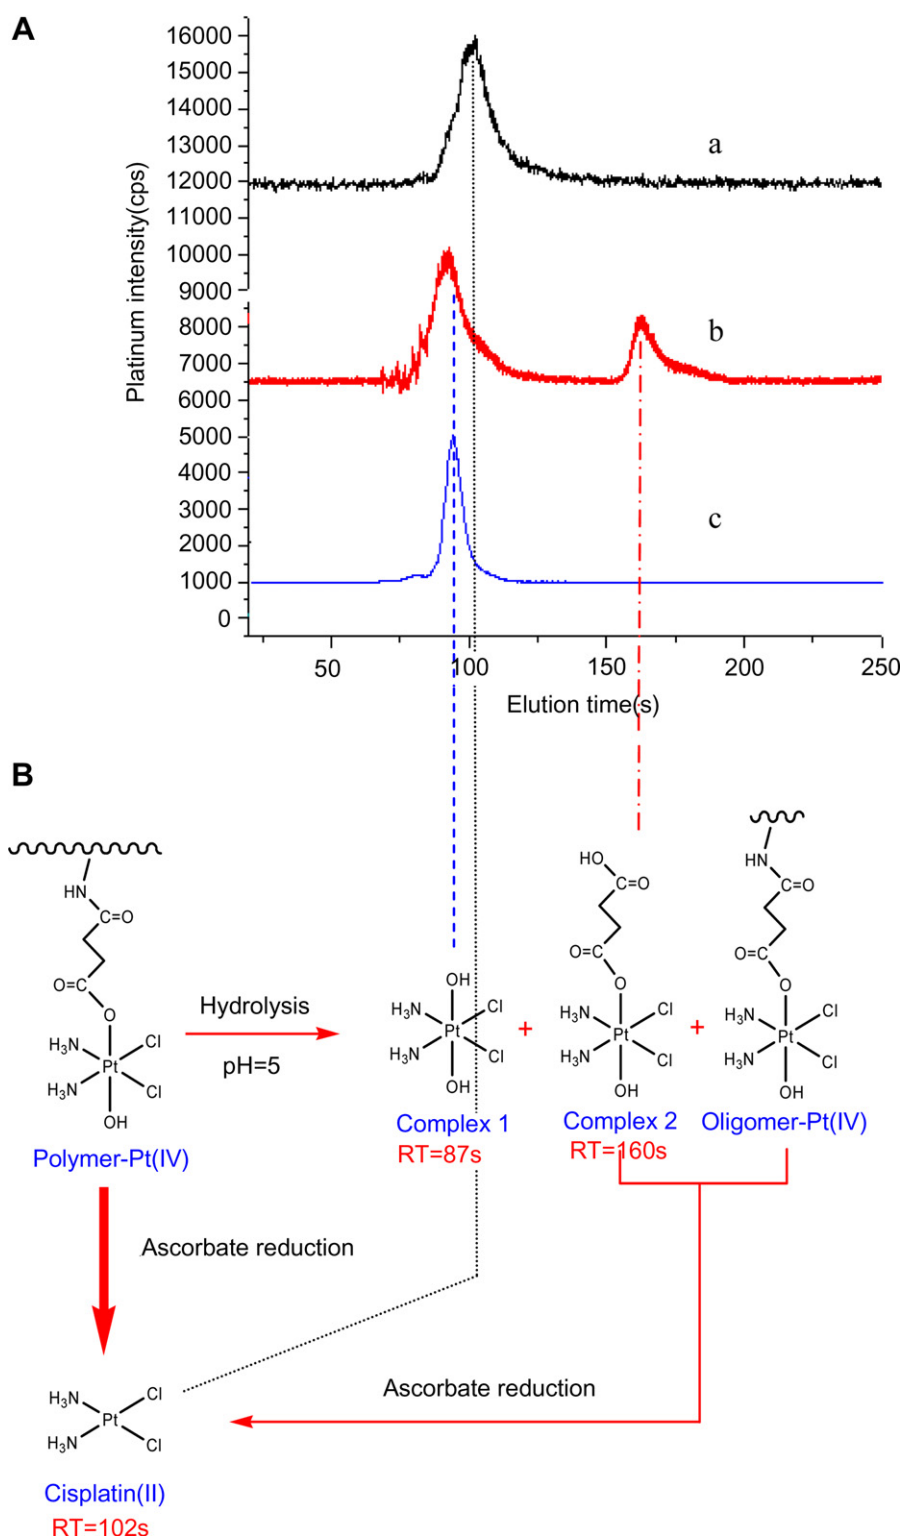 A
Platinum intensity(cps)
16000
15000
14000
13000
12000
11000
10000
9000
8000
7000
6000
5000
4000
3000
2000
1000
0
a
b
c
50
100
150
200
250
Elution time(s)
B
HN
C=O
O=C
O
H₃N
Cl
Pt
H₃N
Cl
OH
Polymer-Pt(IV)
Hydrolysis
pH=5
OH
H₃N
Cl
Pt
H₃N
Cl
OH
Complex 1
RT=87s
+
HO
C=O
O=C
O
H₃N
Cl
Pt
H₃N
Cl
OH
Complex 2
RT=160s
+
HN
C=O
O=C
O
H₃N
Cl
Pt
H₃N
Cl
OH
Oligomer-Pt(IV)
Ascorbate reduction
Ascorbate reduction
H₃N
Cl
Pt
H₃N
Cl
Cisplatin(II)
RT=102s